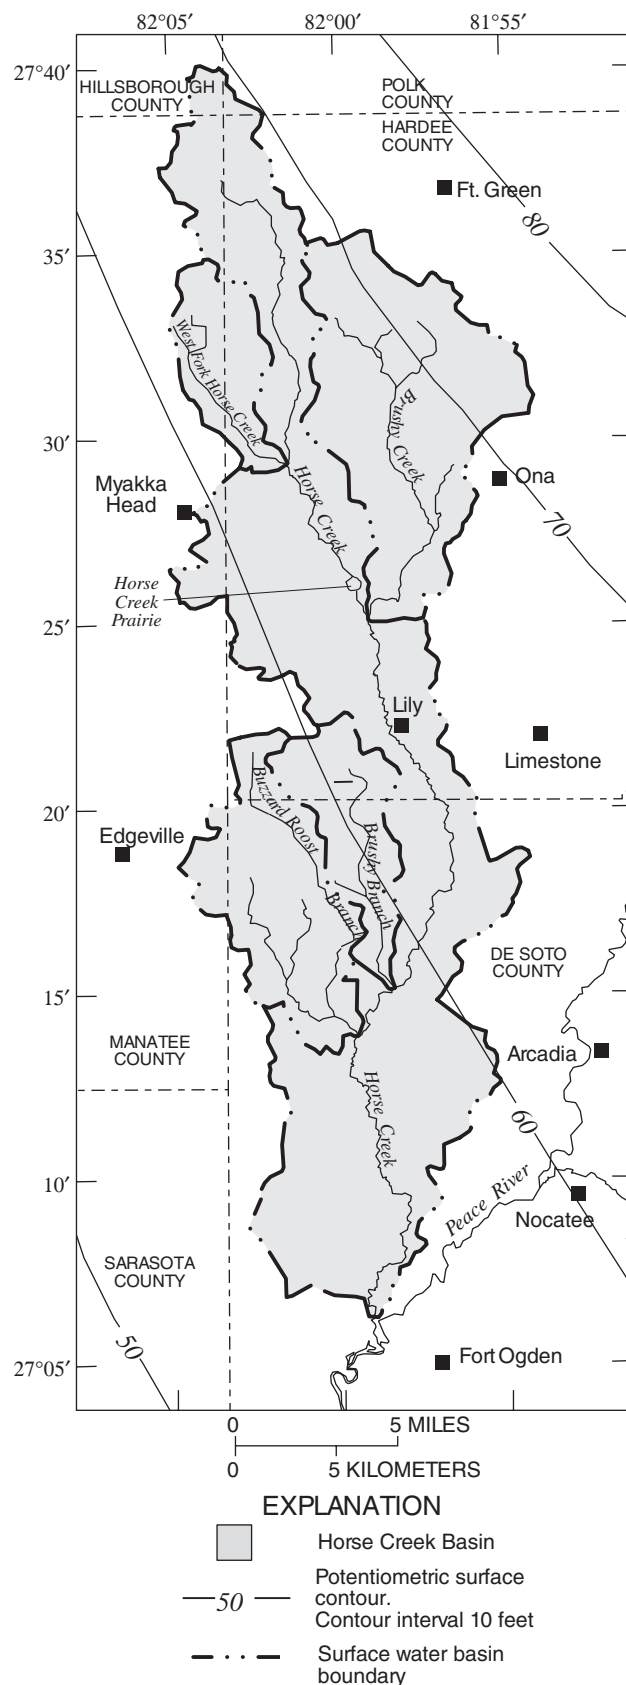 82°05′ 82°00′ 81°55′
27°40′
HILLSBOROUGH
COUNTY
POLK
COUNTY
HARDEE
COUNTY
Ft. Green
80
35′
West Fork Horse Creek
Brushy Creek
30′
Myakka
Head
Horse Creek
Ona
70
Horse
Creek
Prairie
25′
Lily
Limestone
20′
Buzzard Roost
Branch
Brushy Branch
Edgeville
DE SOTO
COUNTY
15′
MANATEE
COUNTY
Arcadia
Horse Creek
60
10′
Peace River
Nocatee
SARASOTA
COUNTY
50
27°05′
Fort Ogden
0 5 MILES
0 5 KILOMETERS
EXPLANATION
Horse Creek Basin
50
Potentiometric surface
contour.
Contour interval 10 feet
Surface water basin
boundary